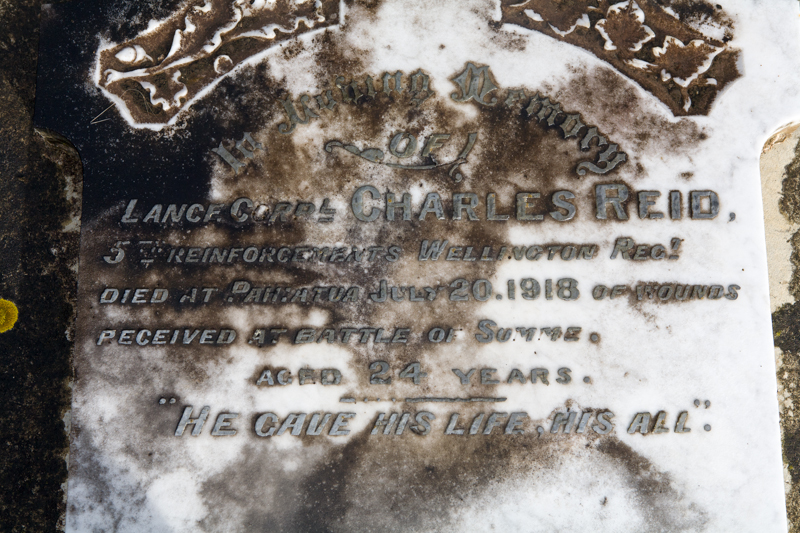 In Loving Memory
OF
LANCE CORPL CHARLES REID,
5TH REINFORCEMENTS WELLINGTON REGT
DIED AT PAHIATUA JULY 20.1918 OF WOUNDS
RECEIVED AT BATTLE OF SUMME.
AGED 24 YEARS.
"HE GAVE HIS LIFE, HIS ALL".